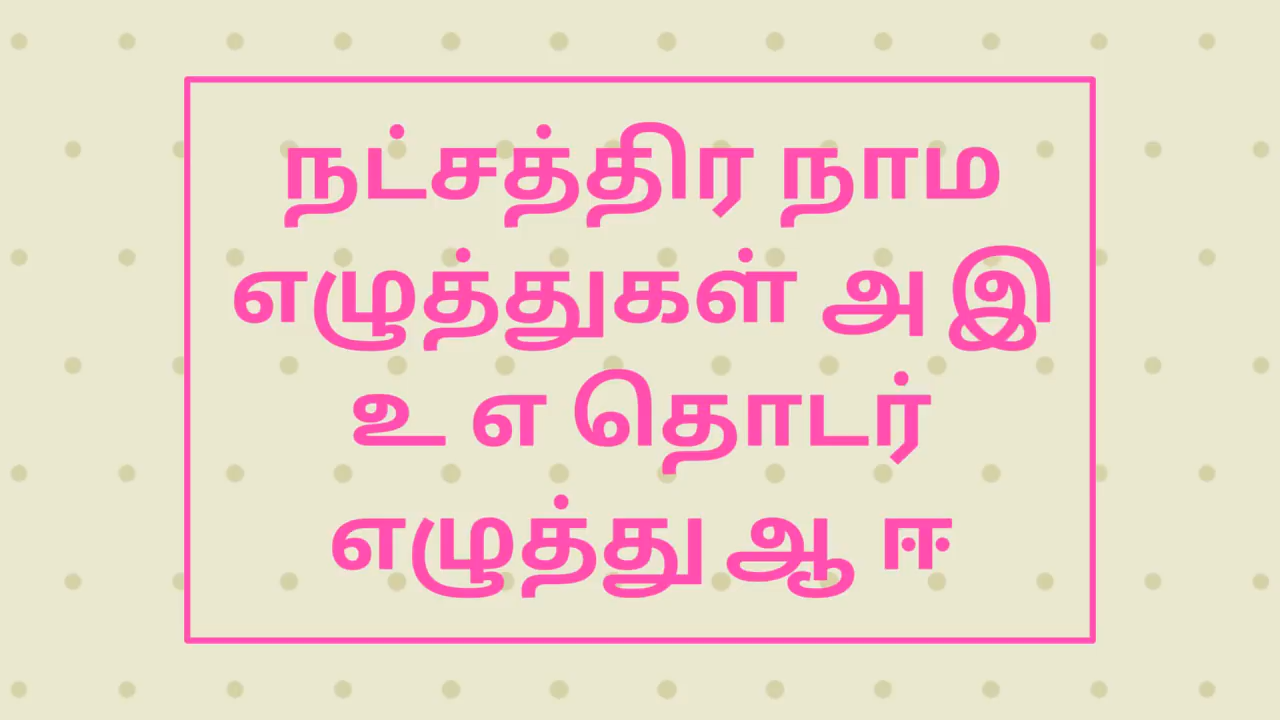 நட்சத்திர நாம
எழுத்துகள் அ இ
உ எ தொடர்
எழுத்து ஆ ஈ